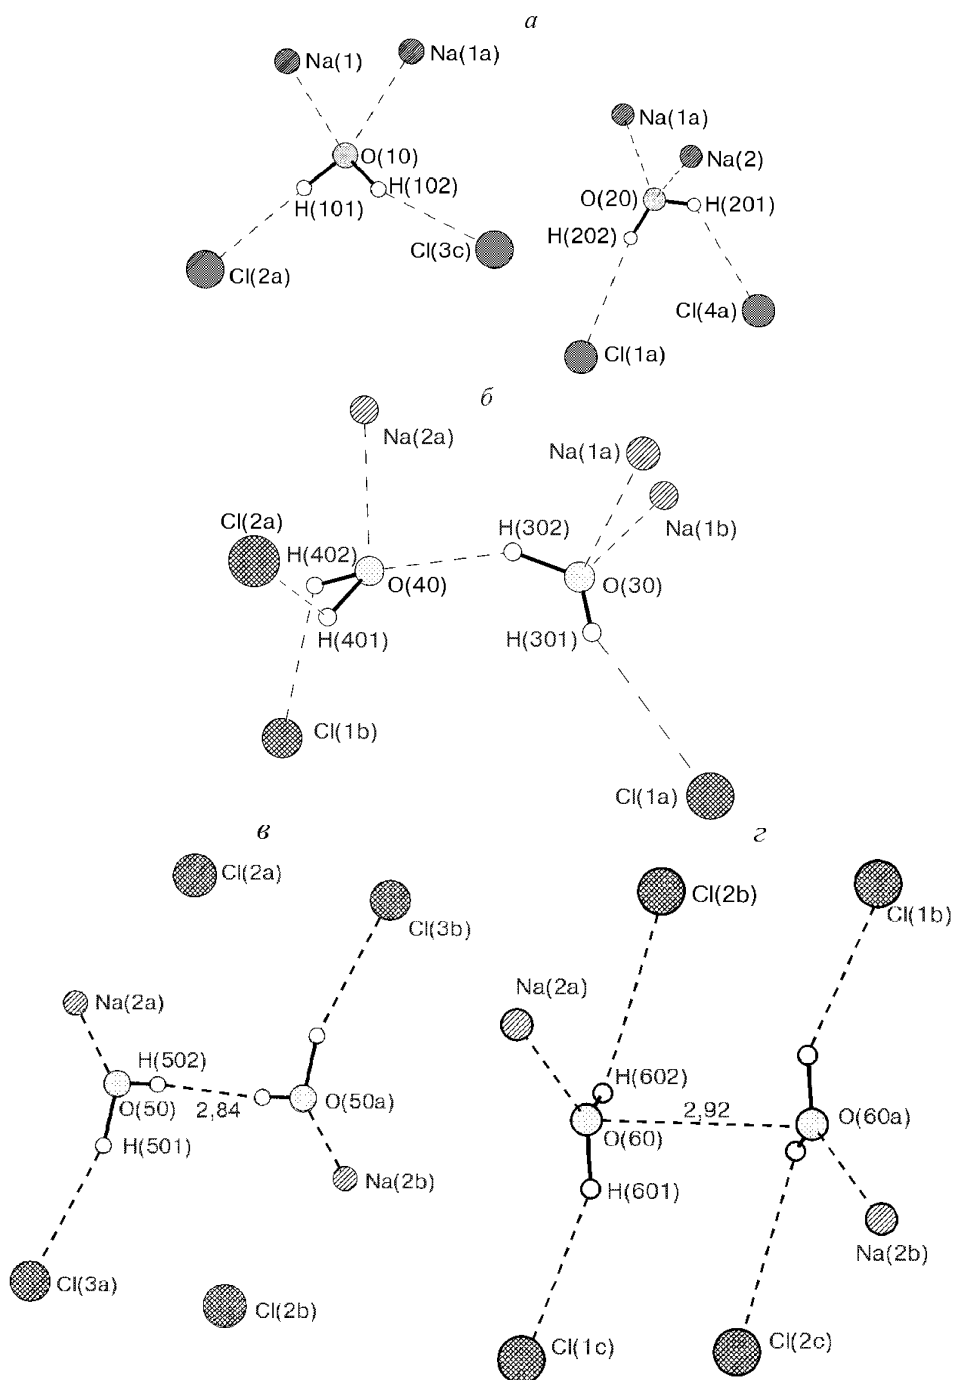 а
Na(1) Na(1a)
O(10)
H(102)
H(101)
Cl(3c)
Cl(2a)
Na(1a)
Na(2)
O(20) H(201)
H(202)
Cl(4a)
Cl(1a)
б
Na(2a)
Na(1a)
Na(1b)
Cl(2a)
H(402)
O(40)
H(401)
H(302)
O(30)
H(301)
Cl(1b)
Cl(1a)
в
Cl(2a)
Cl(3b)
Na(2a)
H(502)
O(50) 2,84 O(50a)
H(501)
Na(2b)
Cl(3a)
Cl(2b)
г
Cl(2b)
Cl(1b)
Na(2a)
H(602)
O(60) 2,92 O(60a)
H(601)
Na(2b)
Cl(1c)
Cl(2c)